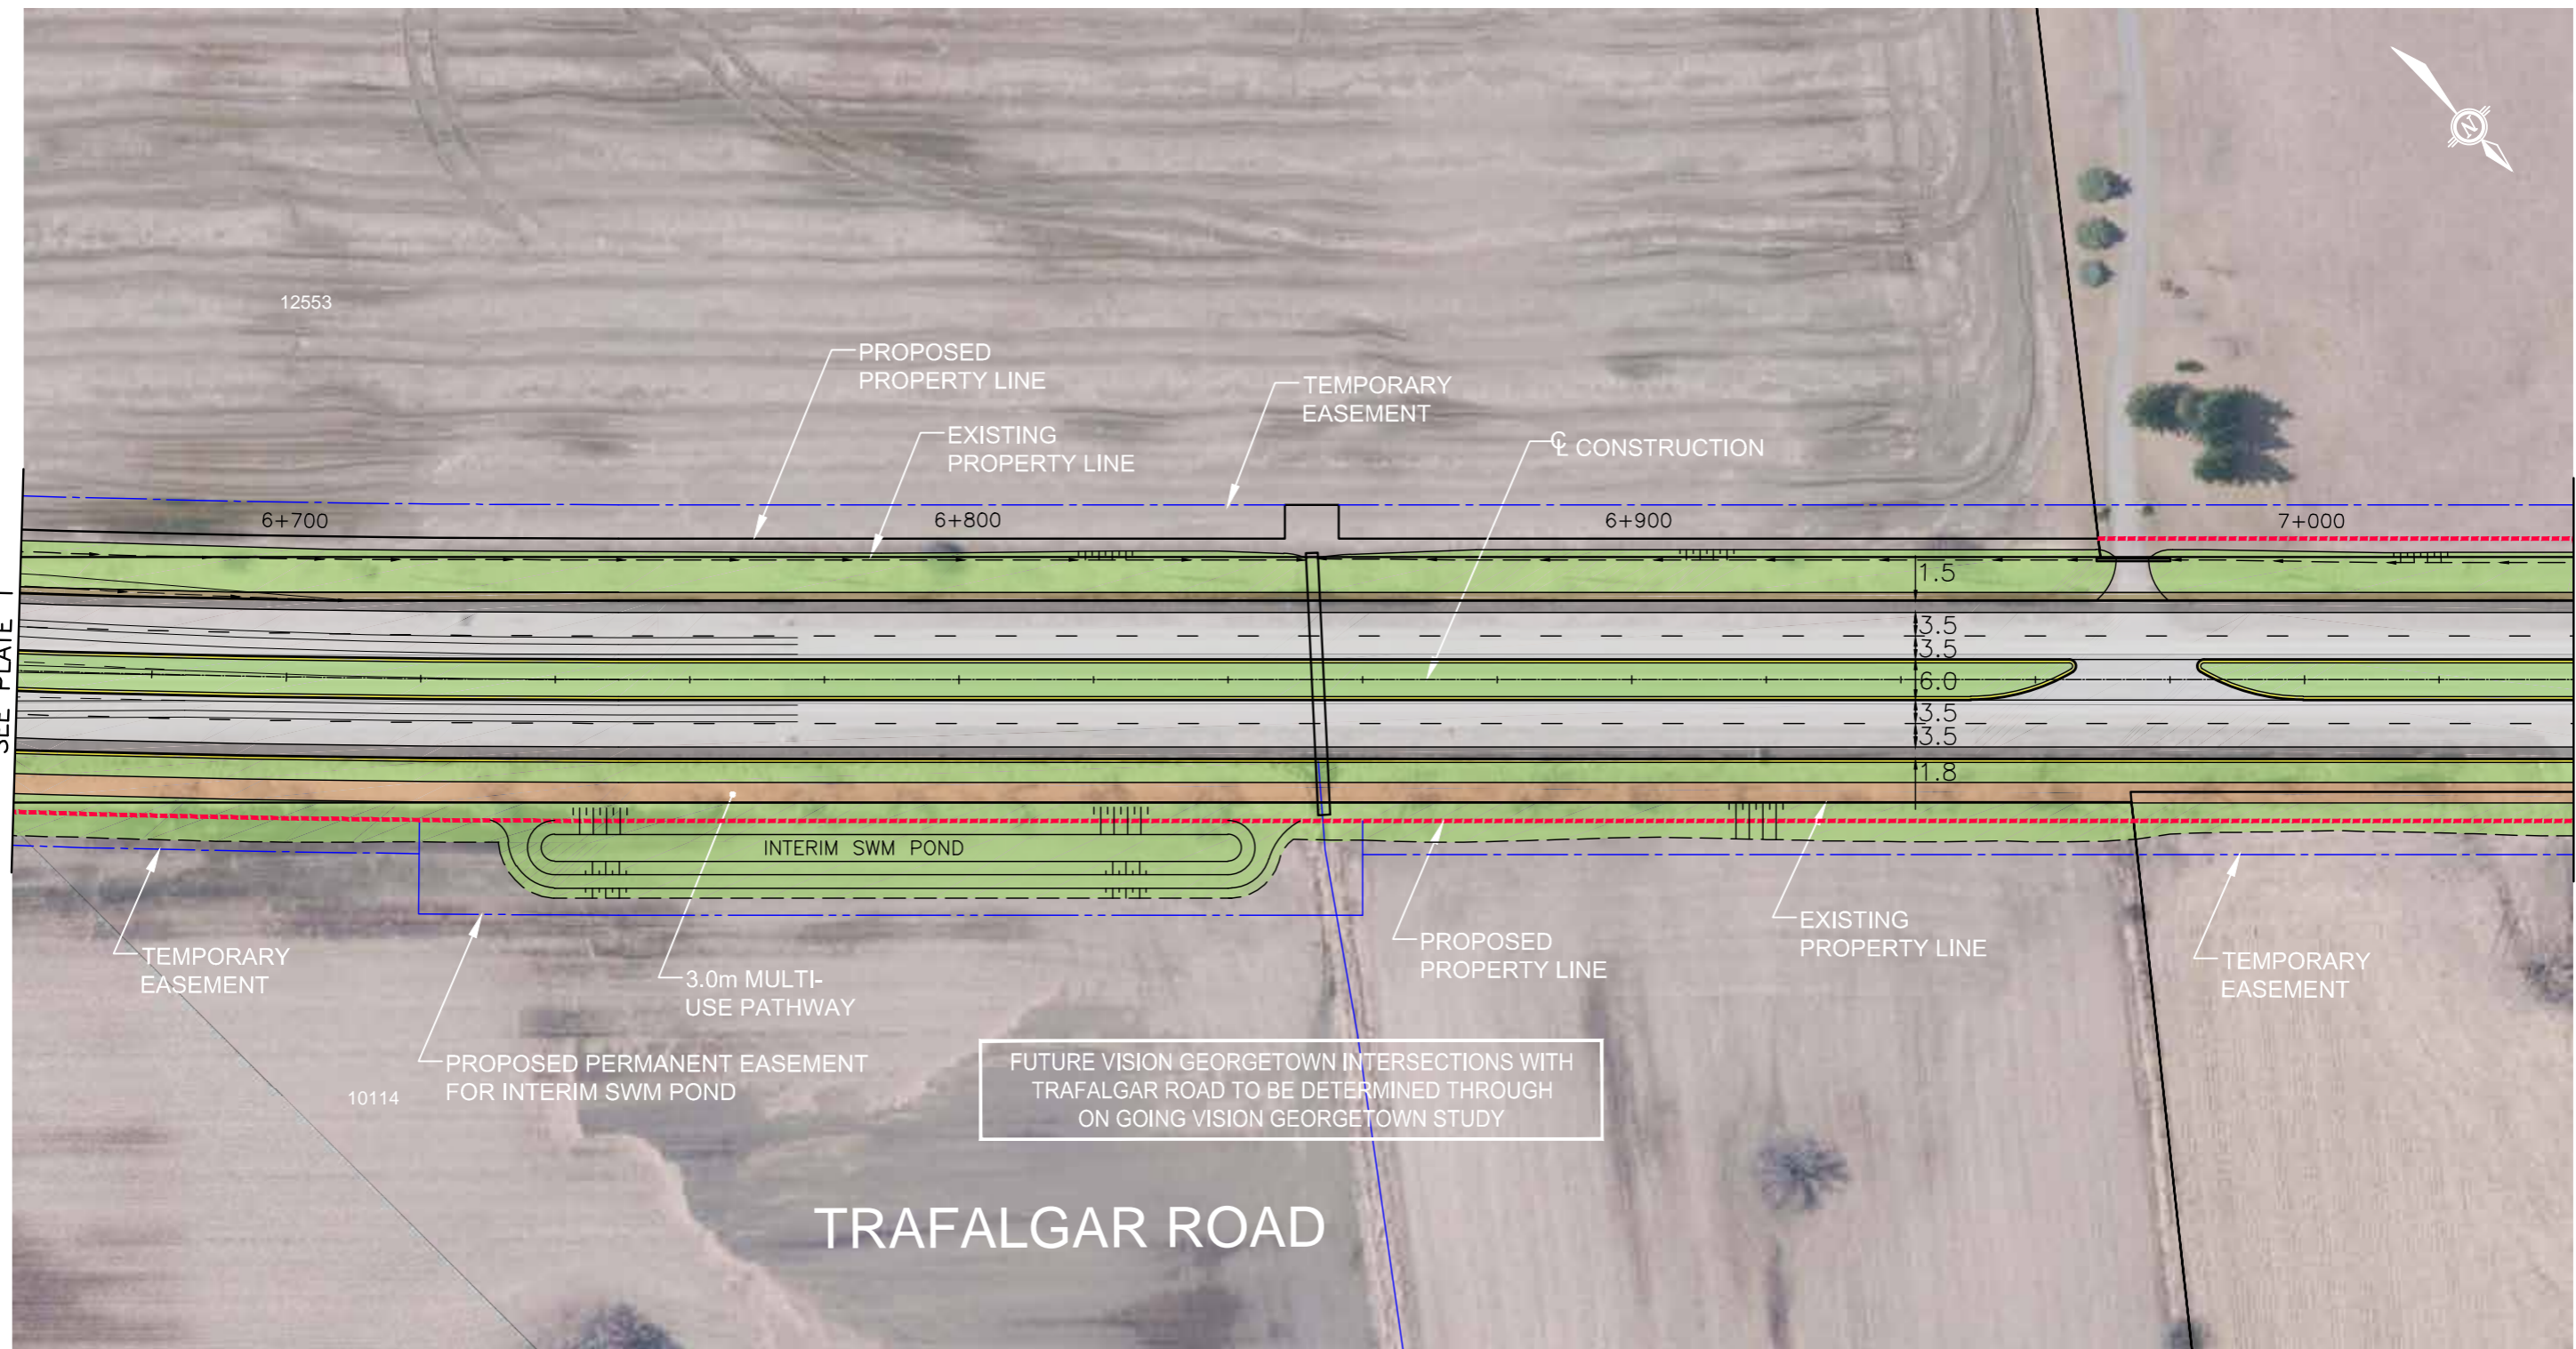 N
12553
PROPOSED
PROPERTY LINE
TEMPORARY
EASEMENT
EXISTING
PROPERTY LINE
℄ CONSTRUCTION
6+700
6+800
6+900
7+000
1.5
3.5
3.5
6.0
3.5
3.5
1.8
SEE PLATE
INTERIM SWM POND
TEMPORARY
EASEMENT
3.0m MULTI-
USE PATHWAY
PROPOSED
PROPERTY LINE
EXISTING
PROPERTY LINE
TEMPORARY
EASEMENT
PROPOSED PERMANENT EASEMENT
FOR INTERIM SWM POND
10114
FUTURE VISION GEORGETOWN INTERSECTIONS WITH
TRAFALGAR ROAD TO BE DETERMINED THROUGH
ON GOING VISION GEORGETOWN STUDY
TRAFALGAR ROAD